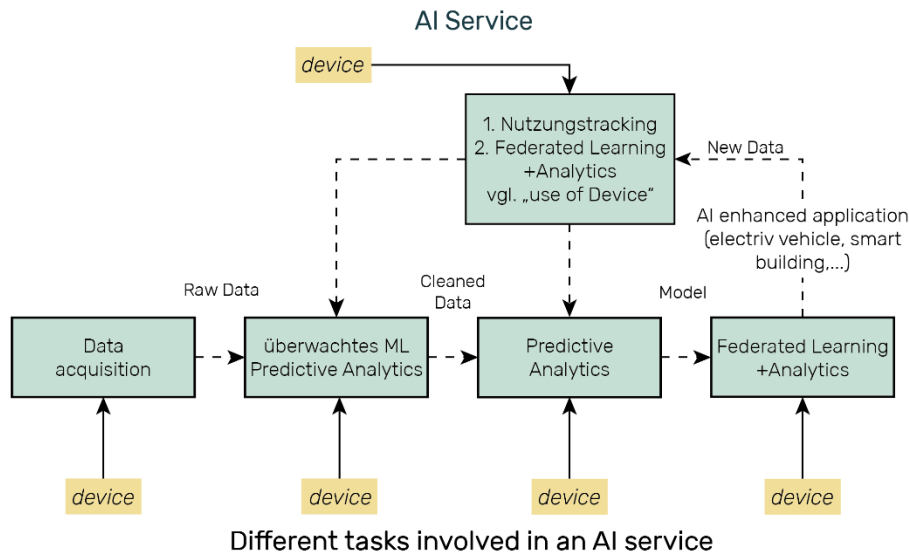 AI Service
device
1. Nutzungstracking
2. Federated Learning
+Analytics
vgl. „use of Device“
New Data
AI enhanced application
(electriv vehicle, smart
building,...)
Raw Data
Cleaned
Data
Model
Data
acquisition
überwachtes ML
Predictive Analytics
Predictive
Analytics
Federated Learning
+Analytics
device
device
device
device
Different tasks involved in an AI service